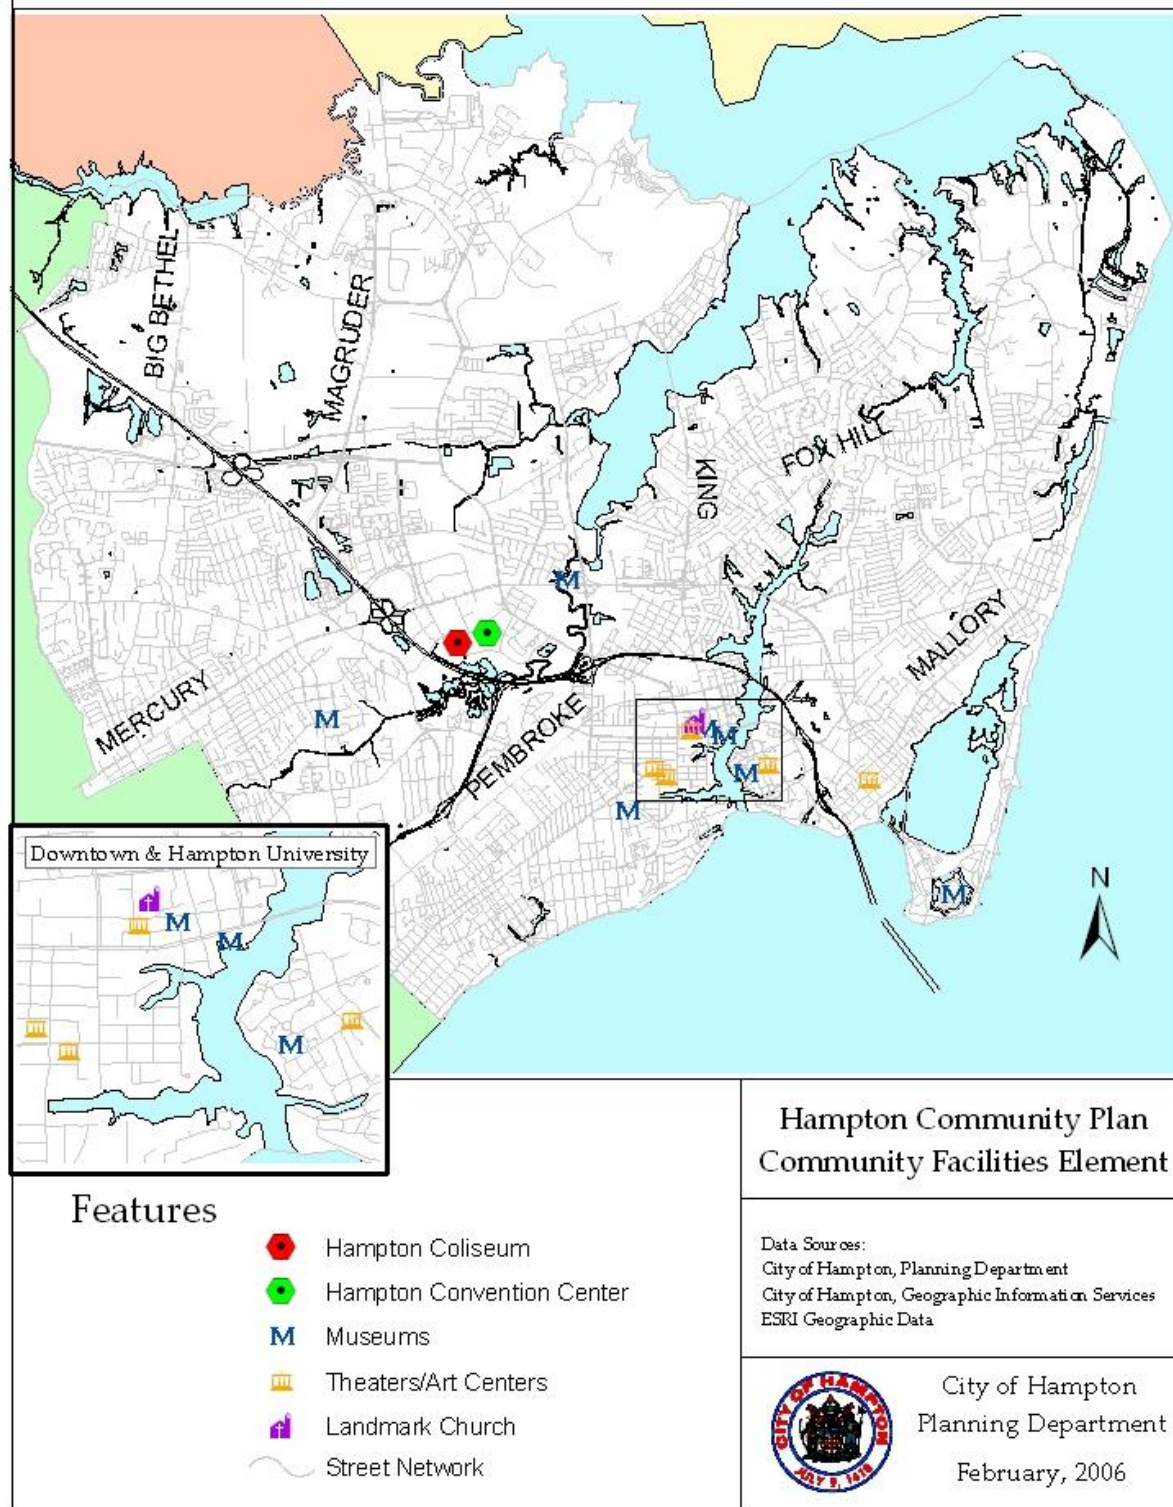 BIG BETHEL
MAGRUDER
KING
FOX HILL
MALLORY
MERCURY
PEMBROKE
M
M
M
M
M
M
M
N
Downtown & Hampton University
M
M
M
Features
Hampton Coliseum
Hampton Convention Center
M Museums
Theaters/Art Centers
Landmark Church
Street Network
Hampton Community Plan
Community Facilities Element
Data Sources:
City of Hampton, Planning Department
City of Hampton, Geographic Information Services
ESRI Geographic Data
CITY OF HAMPTON
City of Hampton
Planning Department
February, 2006